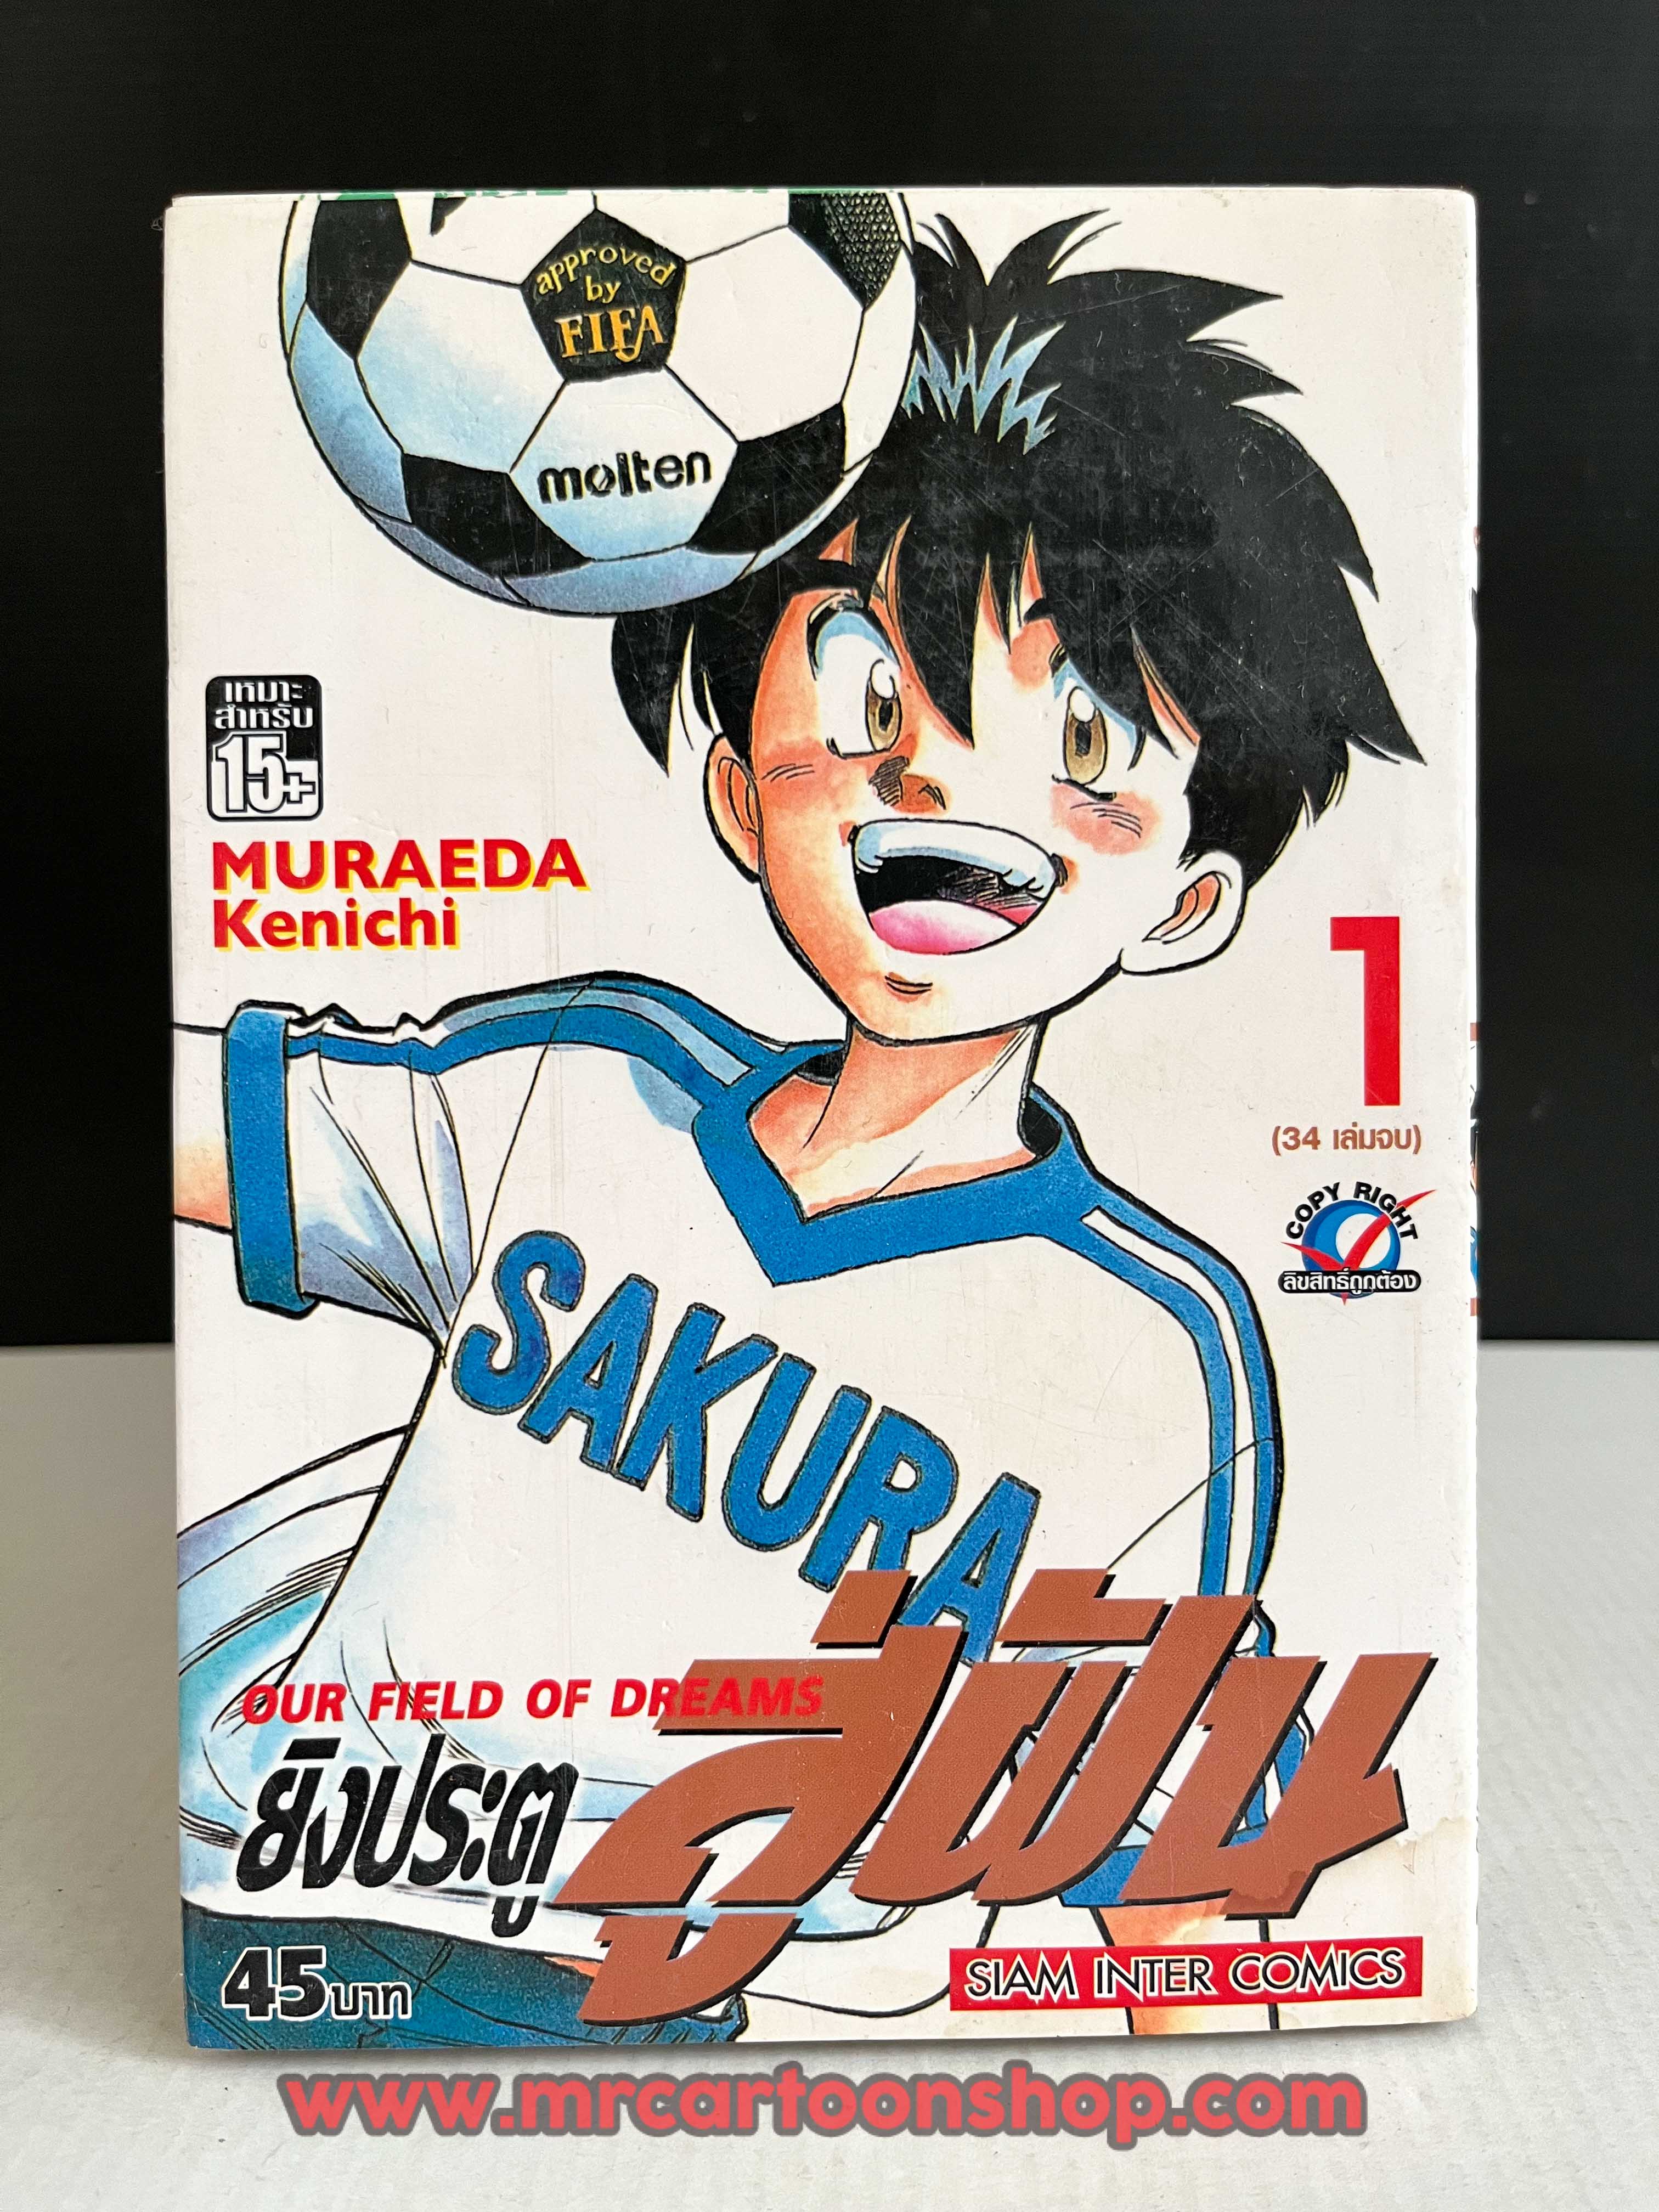 approved
by
FIFA
molten
เหมาะ
สำหรับ
15+
MURAEDA
Kenichi
1
(34 เล่มจบ)
COPY RIGHT
ลิขสิทธิ์ถูกต้อง
SAKURA
OUR FIELD OF DREAMS
ยิงประตู
สู่ฝัน
45บาท
SIAM INTER COMICS
www.mrcartoonshop.com